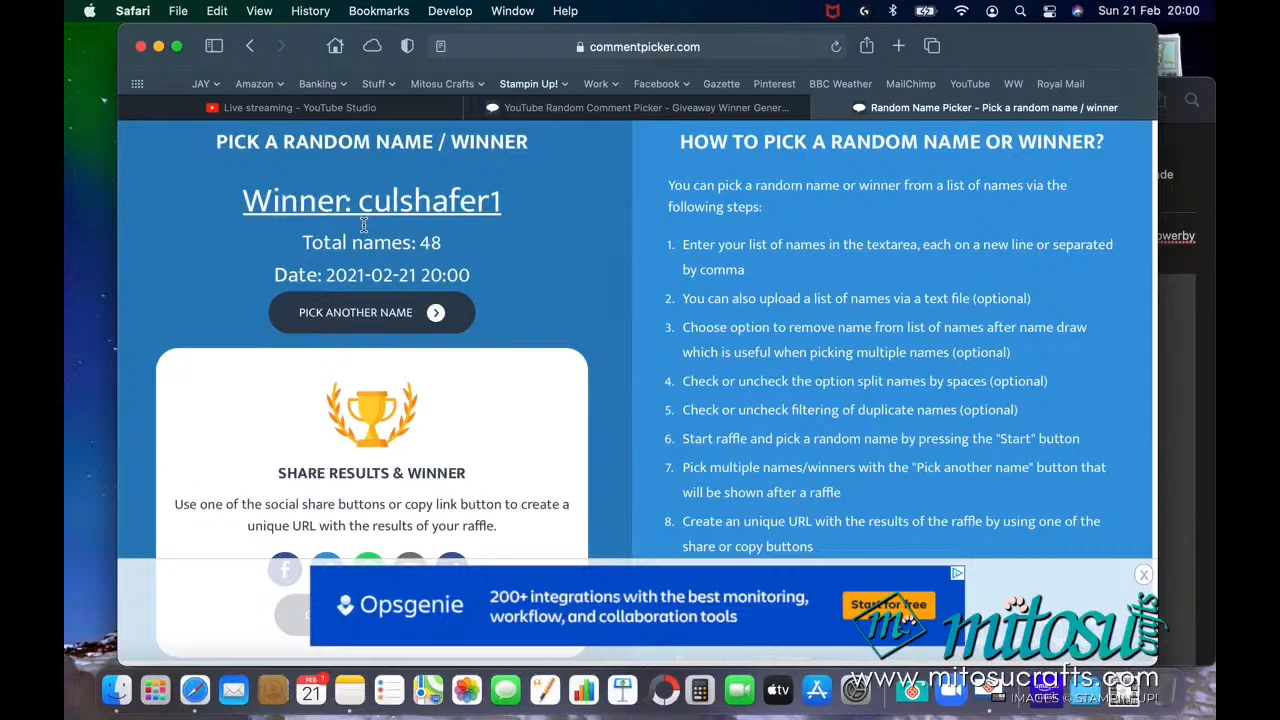 Safari File Edit View History Bookmarks Develop Window Help Sun 21 Feb 20:00
commentpicker.com
JAY Amazon Banking Stuff Mitosu Crafts Stampin Up! Work Facebook Gazette Pinterest BBC Weather MailChimp YouTube WW Royal Mail
Live streaming - YouTube Studio YouTube Random Comment Picker - Giveaway Winner Gener... Random Name Picker - Pick a random name / winner
PICK A RANDOM NAME / WINNER
Winner: culshafer1
Total names: 48
Date: 2021-02-21 20:00
PICK ANOTHER NAME
SHARE RESULTS & WINNER
Use one of the social share buttons or copy link button to create a
unique URL with the results of your raffle.
HOW TO PICK A RANDOM NAME OR WINNER?
You can pick a random name or winner from a list of names via the
following steps:
1. Enter your list of names in the textarea, each on a new line or separated
by comma
2. You can also upload a list of names via a text file (optional)
3. Choose option to remove name from list of names after name draw
which is useful when picking multiple names (optional)
4. Check or uncheck the option split names by spaces (optional)
5. Check or uncheck filtering of duplicate names (optional)
6. Start raffle and pick a random name by pressing the "Start" button
7. Pick multiple names/winners with the "Pick another name" button that
will be shown after a raffle
8. Create an unique URL with the results of the raffle by using one of the
share or copy buttons
Opsgenie
200+ integrations with the best monitoring,
workflow, and collaboration tools
Start for free
X
FEB
21
tv
m
mitosu crafts
www.mitosucrafts.com
IMAGES © STAMPIN' UP!